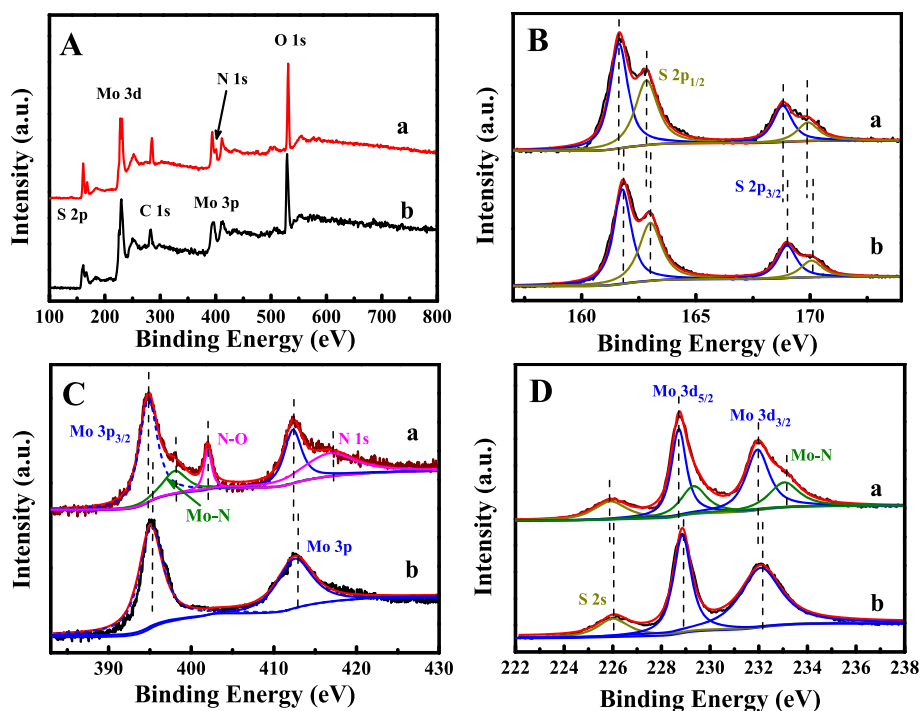 A
O 1s
N 1s
Mo 3d
a
S 2p
C 1s
Mo 3p
b
Intensity (a.u.)
100 200 300 400 500 600 700 800
Binding Energy (eV)
B
S 2p1/2
a
S 2p3/2
b
Intensity (a.u.)
160 165 170
Binding Energy (eV)
C
Mo 3p3/2
N-O
N 1s
a
Mo-N
Mo 3p
b
Intensity (a.u.)
390 400 410 420 430
Binding Energy (eV)
D
Mo 3d5/2
Mo 3d3/2
Mo-N
a
S 2s
b
Intensity (a.u.)
222 224 226 228 230 232 234 236 238
Binding Energy (eV)